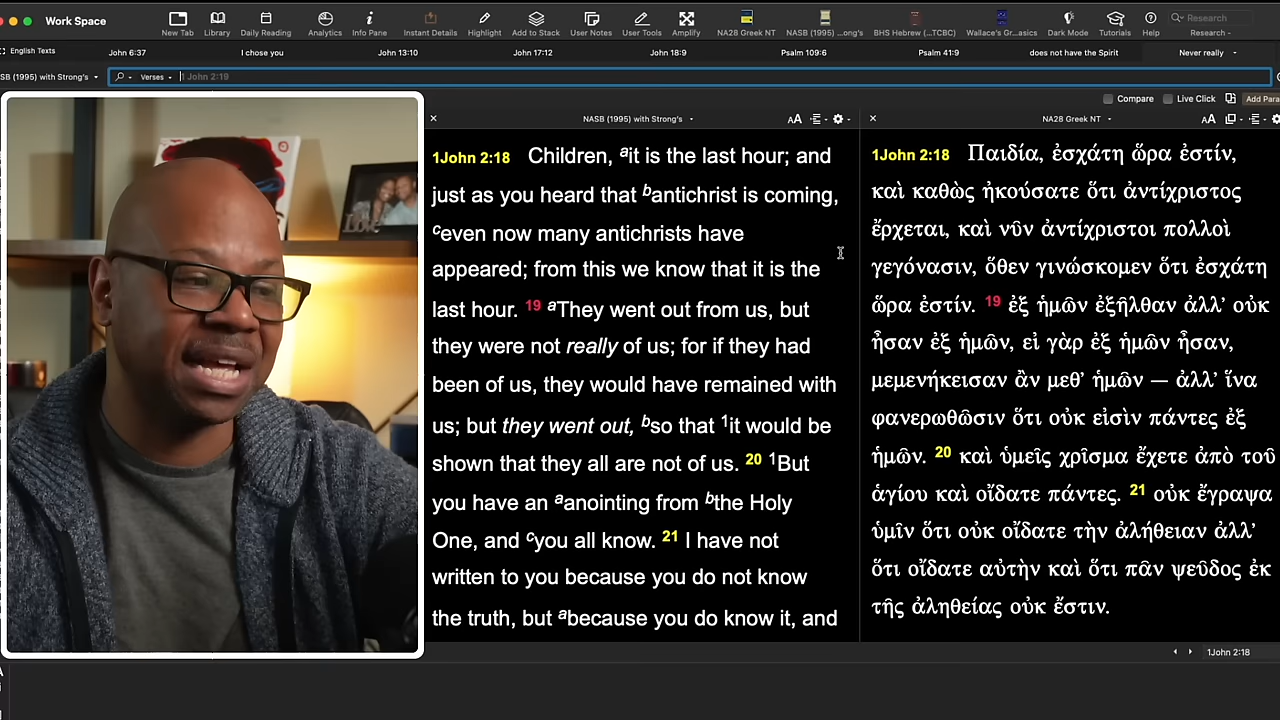 Work Space
New Tab
Library
Daily Reading
Analytics
Info Pane
Instant Details
Highlight
Add to Stack
User Notes
User Tools
Amplify
NA28 Greek NT
NASB (1995) ...ong's
BHS Hebrew (...TCBC)
Wallace's Gr...asics
Dark Mode
Tutorials
Help
Research
Research
English Texts
John 6:37
I chose you
John 13:10
John 17:12
John 18:9
Psalm 109:6
Psalm 41:9
does not have the Spirit
Never really
SB (1995) with Strong's
Verses
1 John 2:19
Compare
Live Click
Add Para
NASB (1995) with Strong's
1John 2:18 Children, ait is the last hour; and
just as you heard that bantichrist is coming,
ceven now many antichrists have
appeared; from this we know that it is the
last hour. 19 aThey went out from us, but
they were not really of us; for if they had
been of us, they would have remained with
us; but they went out, bso that 1it would be
shown that they all are not of us. 20 1But
you have an aanointing from bthe Holy
One, and cyou all know. 21 I have not
written to you because you do not know
the truth, but abecause you do know it, and
NA28 Greek NT
1John 2:18 Παιδία, ἐσχάτη ὥρα ἐστίν,
καὶ καθὼς ἠκούσατε ὅτι ἀντίχριστος
ἔρχεται, καὶ νῦν ἀντίχριστοι πολλοὶ
γεγόνασιν, ὅθεν γινώσκομεν ὅτι ἐσχάτη
ὥρα ἐστίν. 19 ἐξ ἡμῶν ἐξῆλθαν ἀλλ’ οὐκ
ἦσαν ἐξ ἡμῶν, εἰ γὰρ ἐξ ἡμῶν ἦσαν,
μεμενήκεισαν ἂν μεθ’ ἡμῶν — ἀλλ’ ἵνα
φανερωθῶσιν ὅτι οὐκ εἰσὶν πάντες ἐξ
ἡμῶν. 20 καὶ ὑμεῖς χρῖσμα ἔχετε ἀπὸ τοῦ
ἁγίου καὶ οἴδατε πάντες. 21 οὐκ ἔγραψα
ὑμῖν ὅτι οὐκ οἴδατε τὴν ἀλήθειαν ἀλλ’
ὅτι οἴδατε αὐτὴν καὶ ὅτι πᾶν ψεῦδος ἐκ
τῆς ἀληθείας οὐκ ἔστιν.
1John 2:18